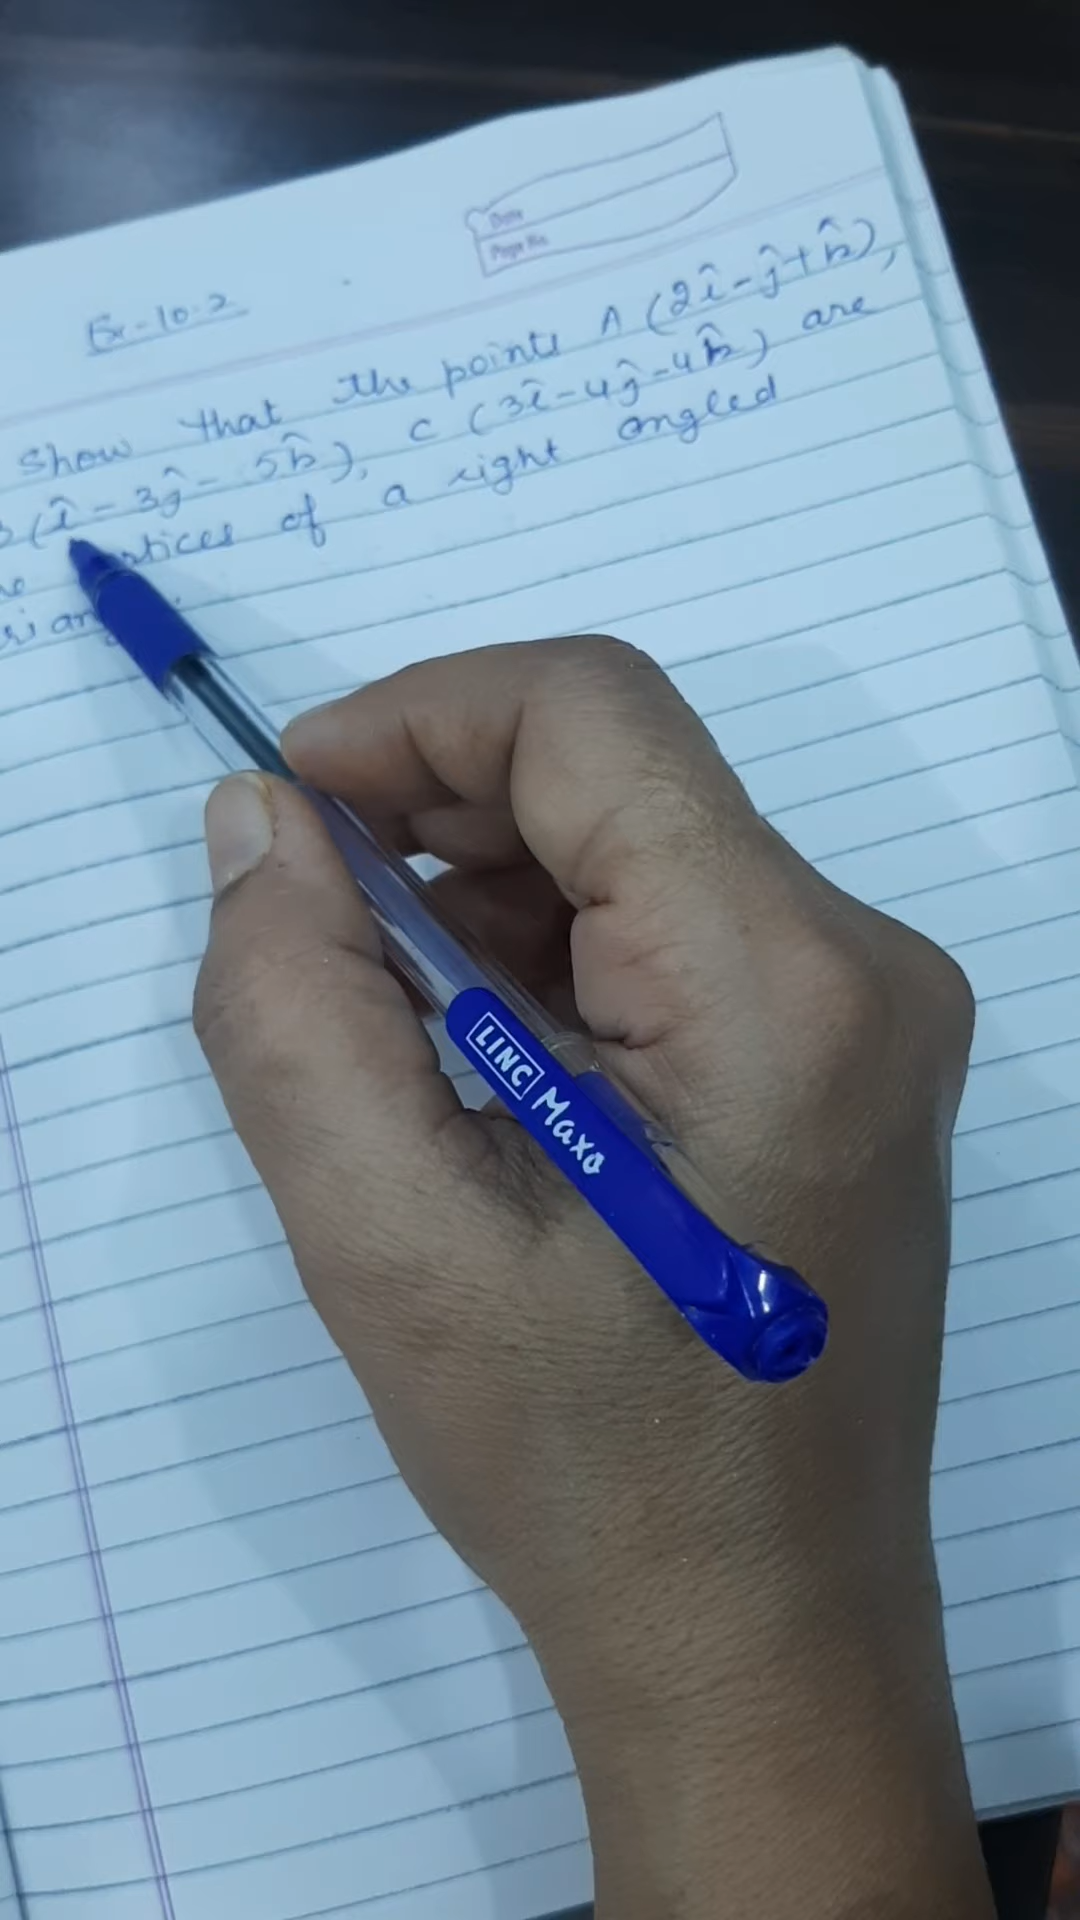 Date
Page No.
Ex-10.2
Show that the points A (2î-ĵ+k̂),
B (î-3ĵ-5k̂), C (3î-4ĵ-4k̂) are
of a right angled
LINC Maxo